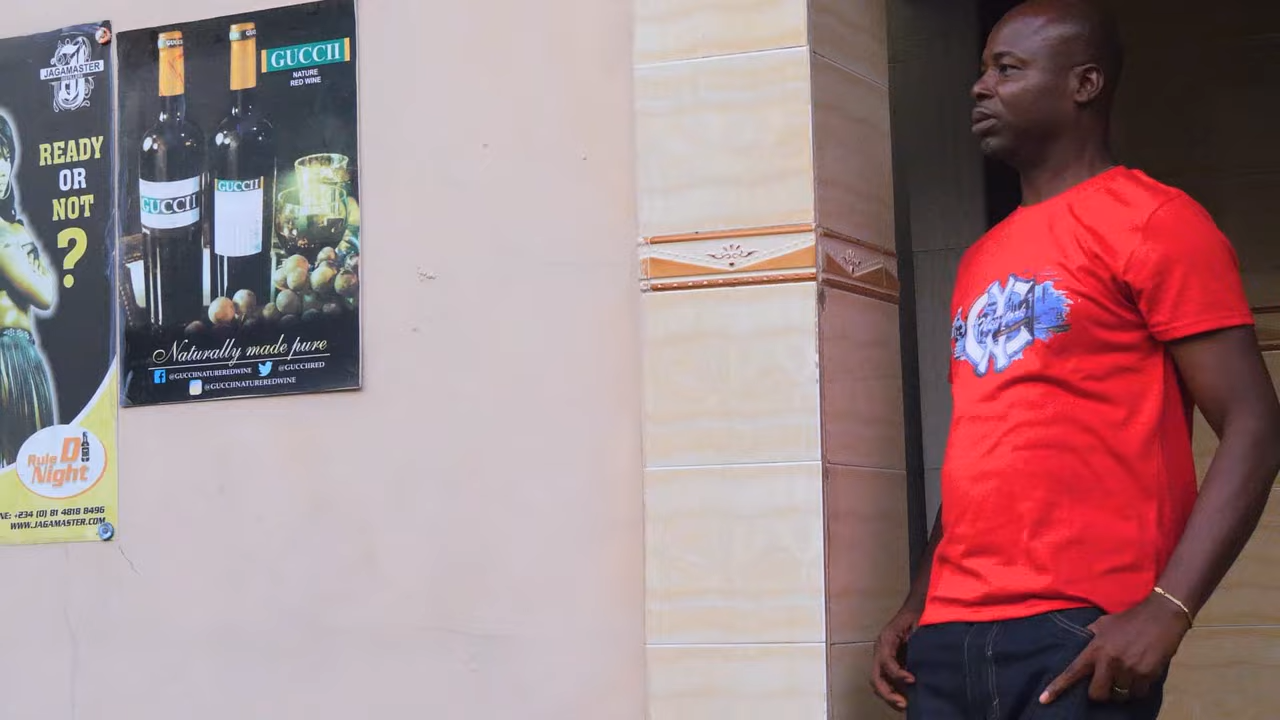 JAGAMASTER
READY
OR
NOT
?
Rule D
Night
NE: +234 (0) 81 4818 8496
WWW.JAGAMASTER.COM
GUCCII
NATURE
RED WINE
GUCCII
GUCCII
Naturally made pure
@GUCCIINATUREREDWINE
@GUCCIIRED
@GUCCIINATUREREDWINE